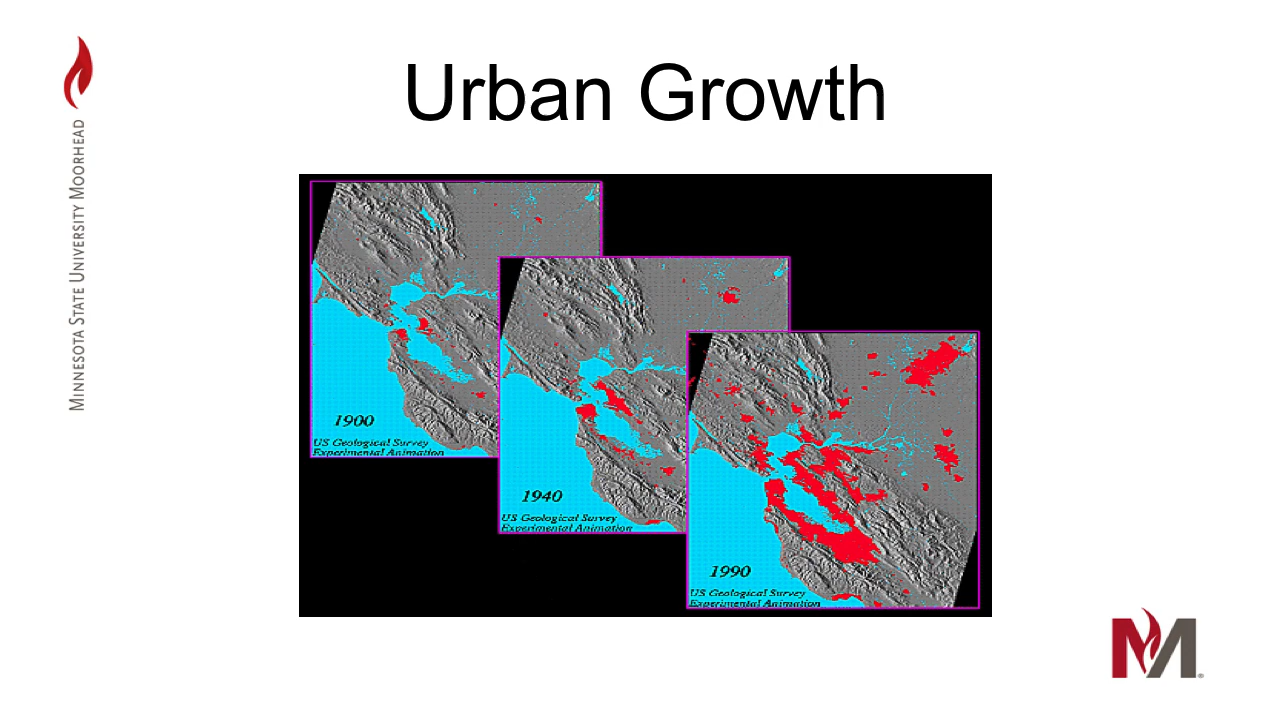 Urban Growth
MINNESOTA STATE UNIVERSITY MOORHEAD
1900
US Geological Survey
Experimental Animation
1940
US Geological Survey
Experimental Animation
1990
US Geological Survey
Experimental Animation
M
®